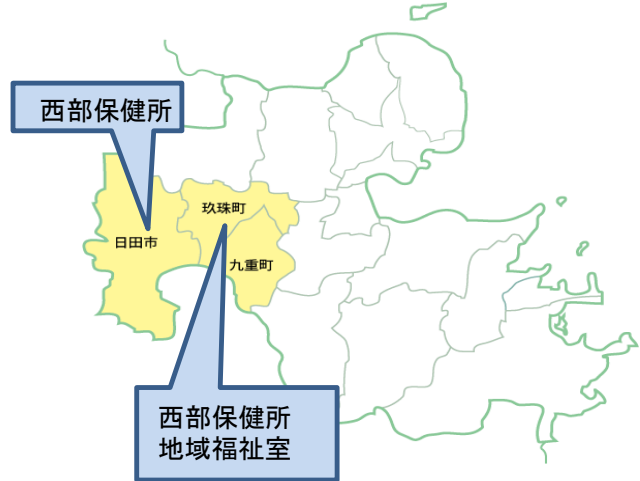 西部保健所
玖珠町
日田市
九重町
西部保健所
地域福祉室